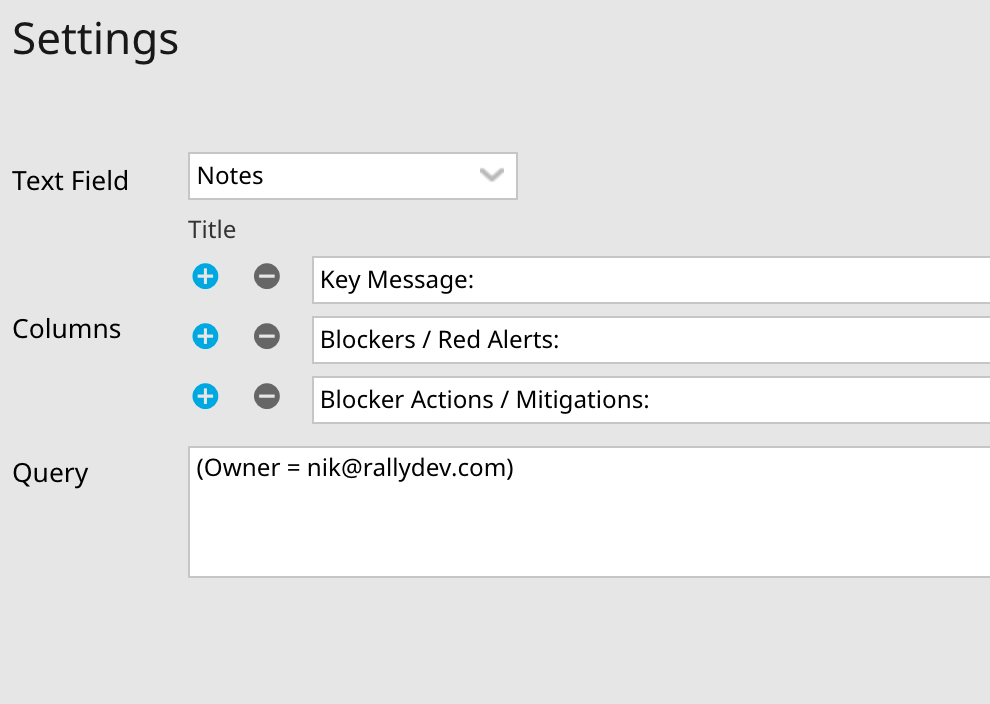 Settings
Text Field
Notes
Title
Columns
Key Message:
Blockers / Red Alerts:
Blocker Actions / Mitigations:
Query
(Owner = nik@rallydev.com)